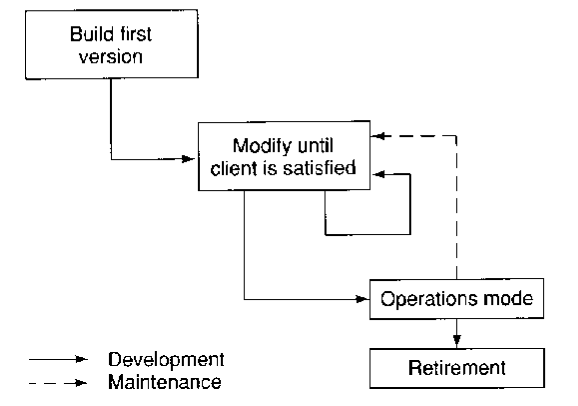 Build first
version
Modify until
client is satisfied
Operations mode
Retirement
Development
Maintenance